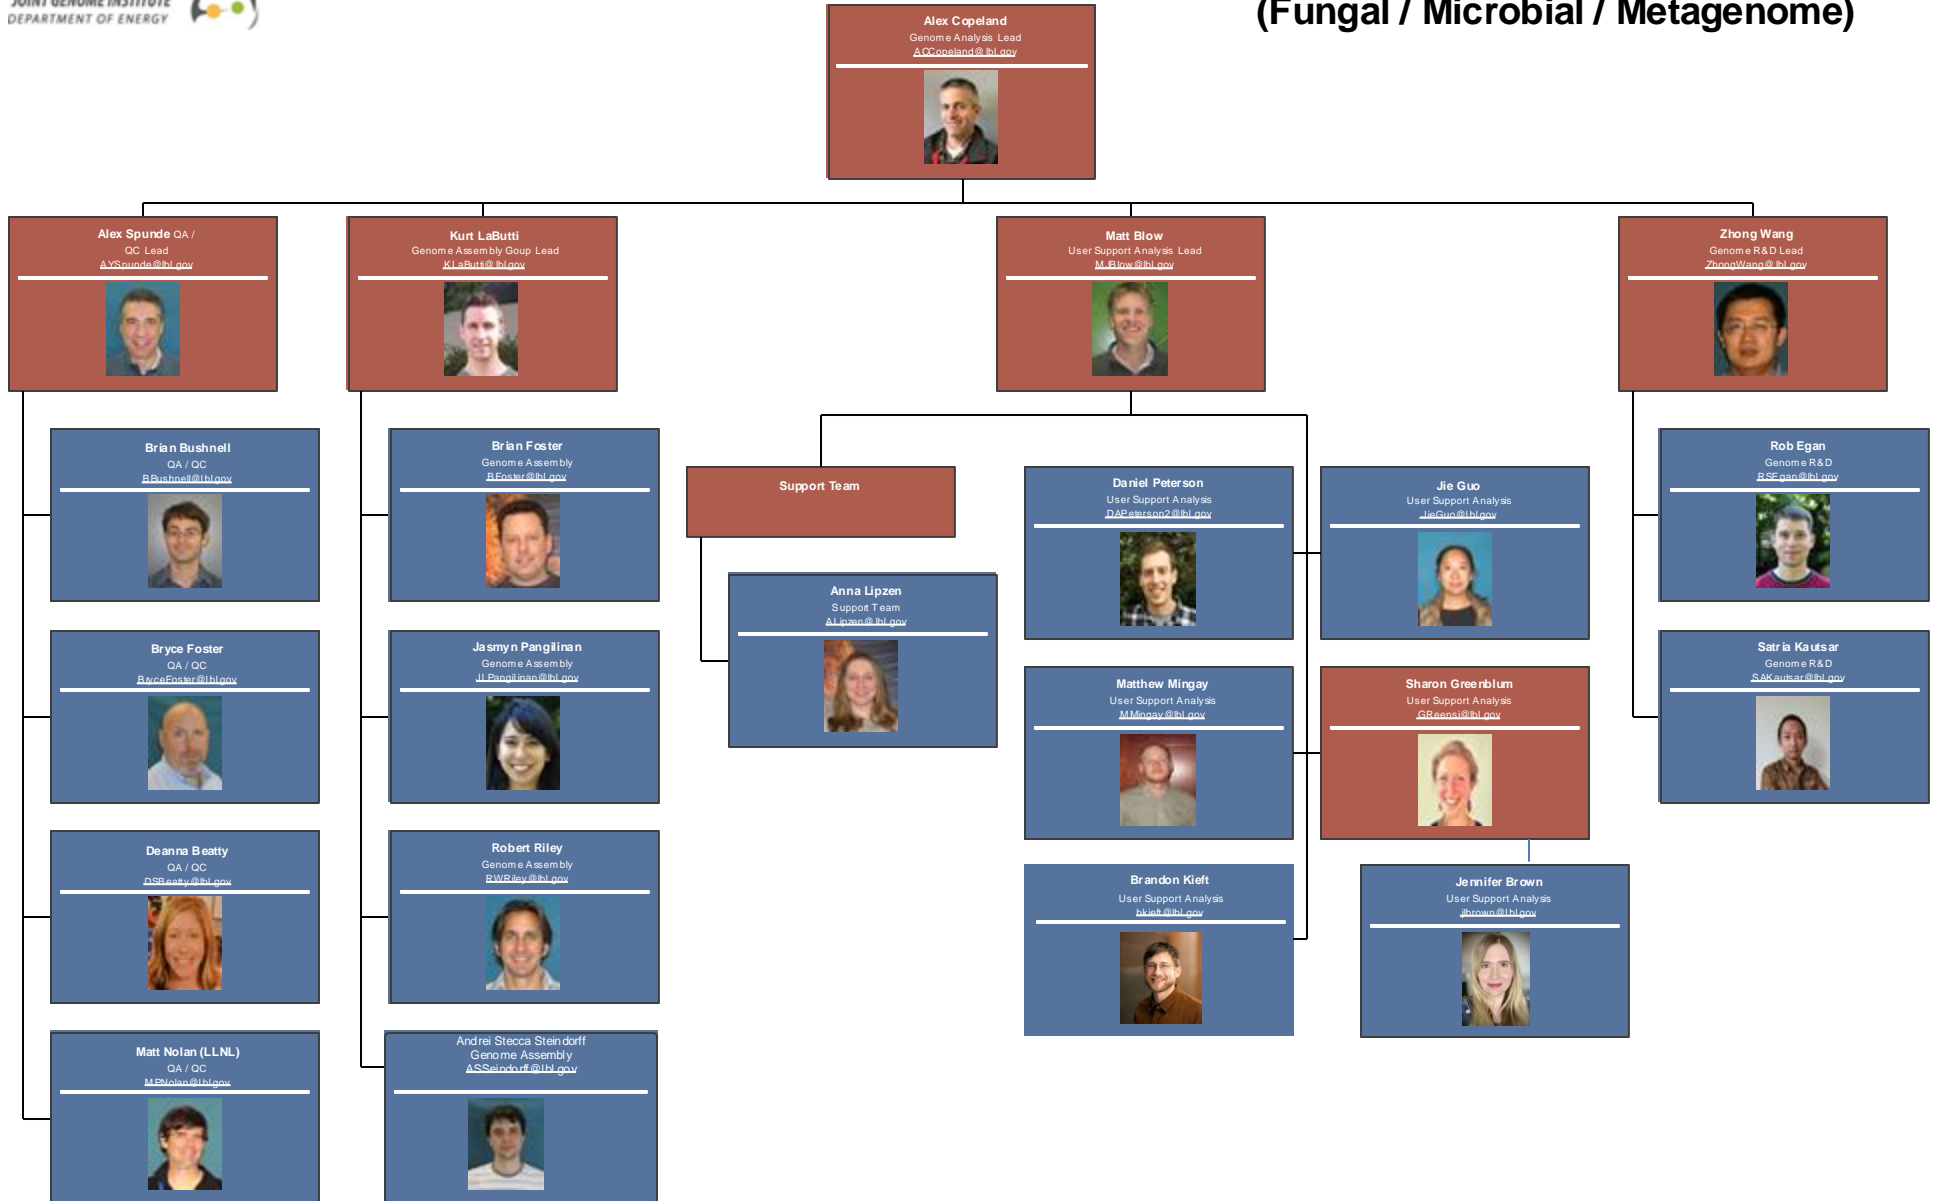 JOINT GENOME INSTITUTE
DEPARTMENT OF ENERGY
(Fungal / Microbial / Metagenome)
Alex Copeland
Genome Analysis Lead
ACCopeland@lbl.gov
Alex Spunde QA /
QC Lead
AYSpunde@lbl.gov
Kurt LaButti
Genome Assembly Goup Lead
KLaButti@lbl.gov
Matt Blow
User Support Analysis Lead
MJBlow@lbl.gov
Zhong Wang
Genome R&D Lead
ZhongWang@lbl.gov
Brian Bushnell
QA / QC
BBushnell@lbl.gov
Brian Foster
Genome Assembly
BFoster@lbl.gov
Support Team
Daniel Peterson
User Support Analysis
DAPeterson2@lbl.gov
Jie Guo
User Support Analysis
JieGuo@lbl.gov
Rob Egan
Genome R&D
RSEgan@lbl.gov
Anna Lipzen
Support Team
ALipzen@lbl.gov
Bryce Foster
QA / QC
BryceFoster@lbl.gov
Jasmyn Pangilinan
Genome Assembly
JLPangilinan@lbl.gov
Matthew Mingay
User Support Analysis
MMingay@lbl.gov
Sharon Greenblum
User Support Analysis
GReensi@lbl.gov
Satria Kautsar
Genome R&D
SAKautsar@lbl.gov
Deanna Beatty
QA / QC
DSBeatty@lbl.gov
Robert Riley
Genome Assembly
RWRiley@lbl.gov
Brandon Kieft
User Support Analysis
bkieft@lbl.gov
Jennifer Brown
User Support Analysis
jlbrown@lbl.gov
Matt Nolan (LLNL)
QA / QC
MPNolan@lbl.gov
Andrei Stecca Steindorff
Genome Assembly
ASSeindorff@lbl.gov